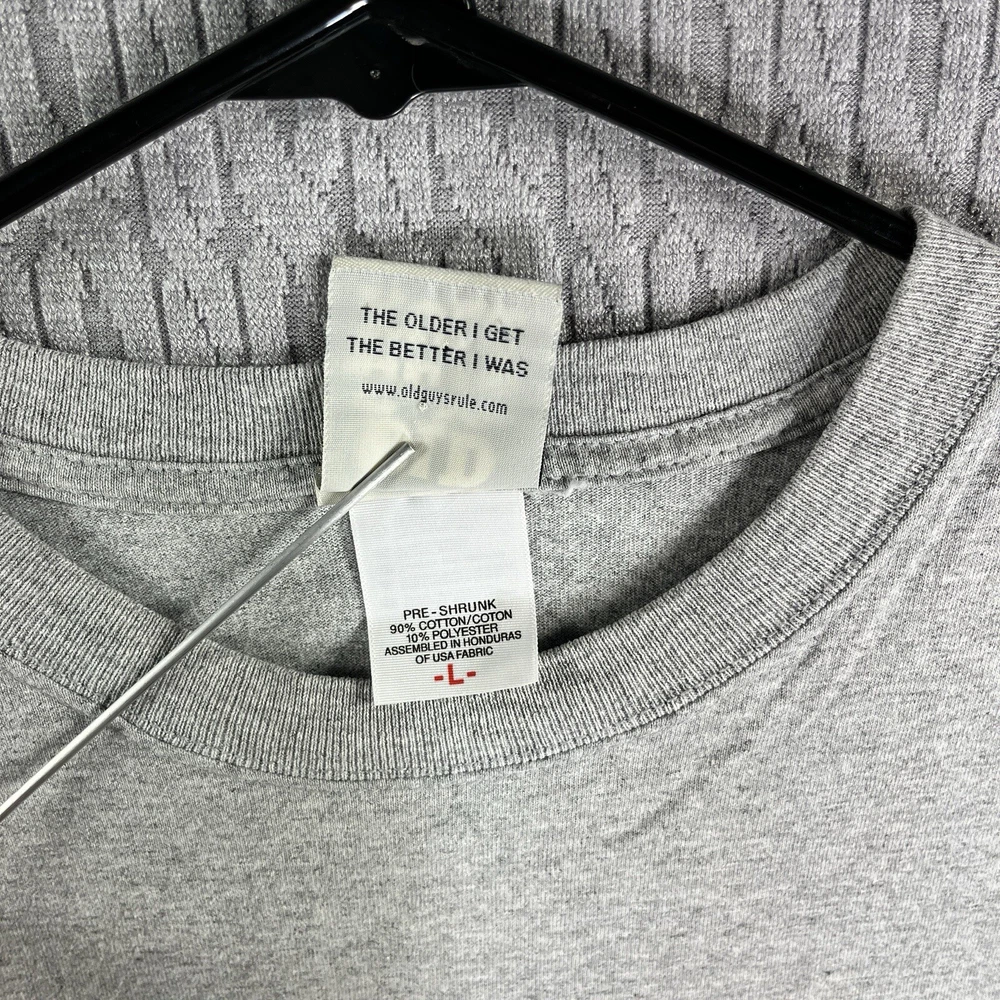 THE OLDER I GET
THE BETTER I WAS
www.oldguysrule.com
PRE-SHRUNK
90% COTTON/COTON
10% POLYESTER
ASSEMBLED IN HONDURAS
OF USA FABRIC
-L-